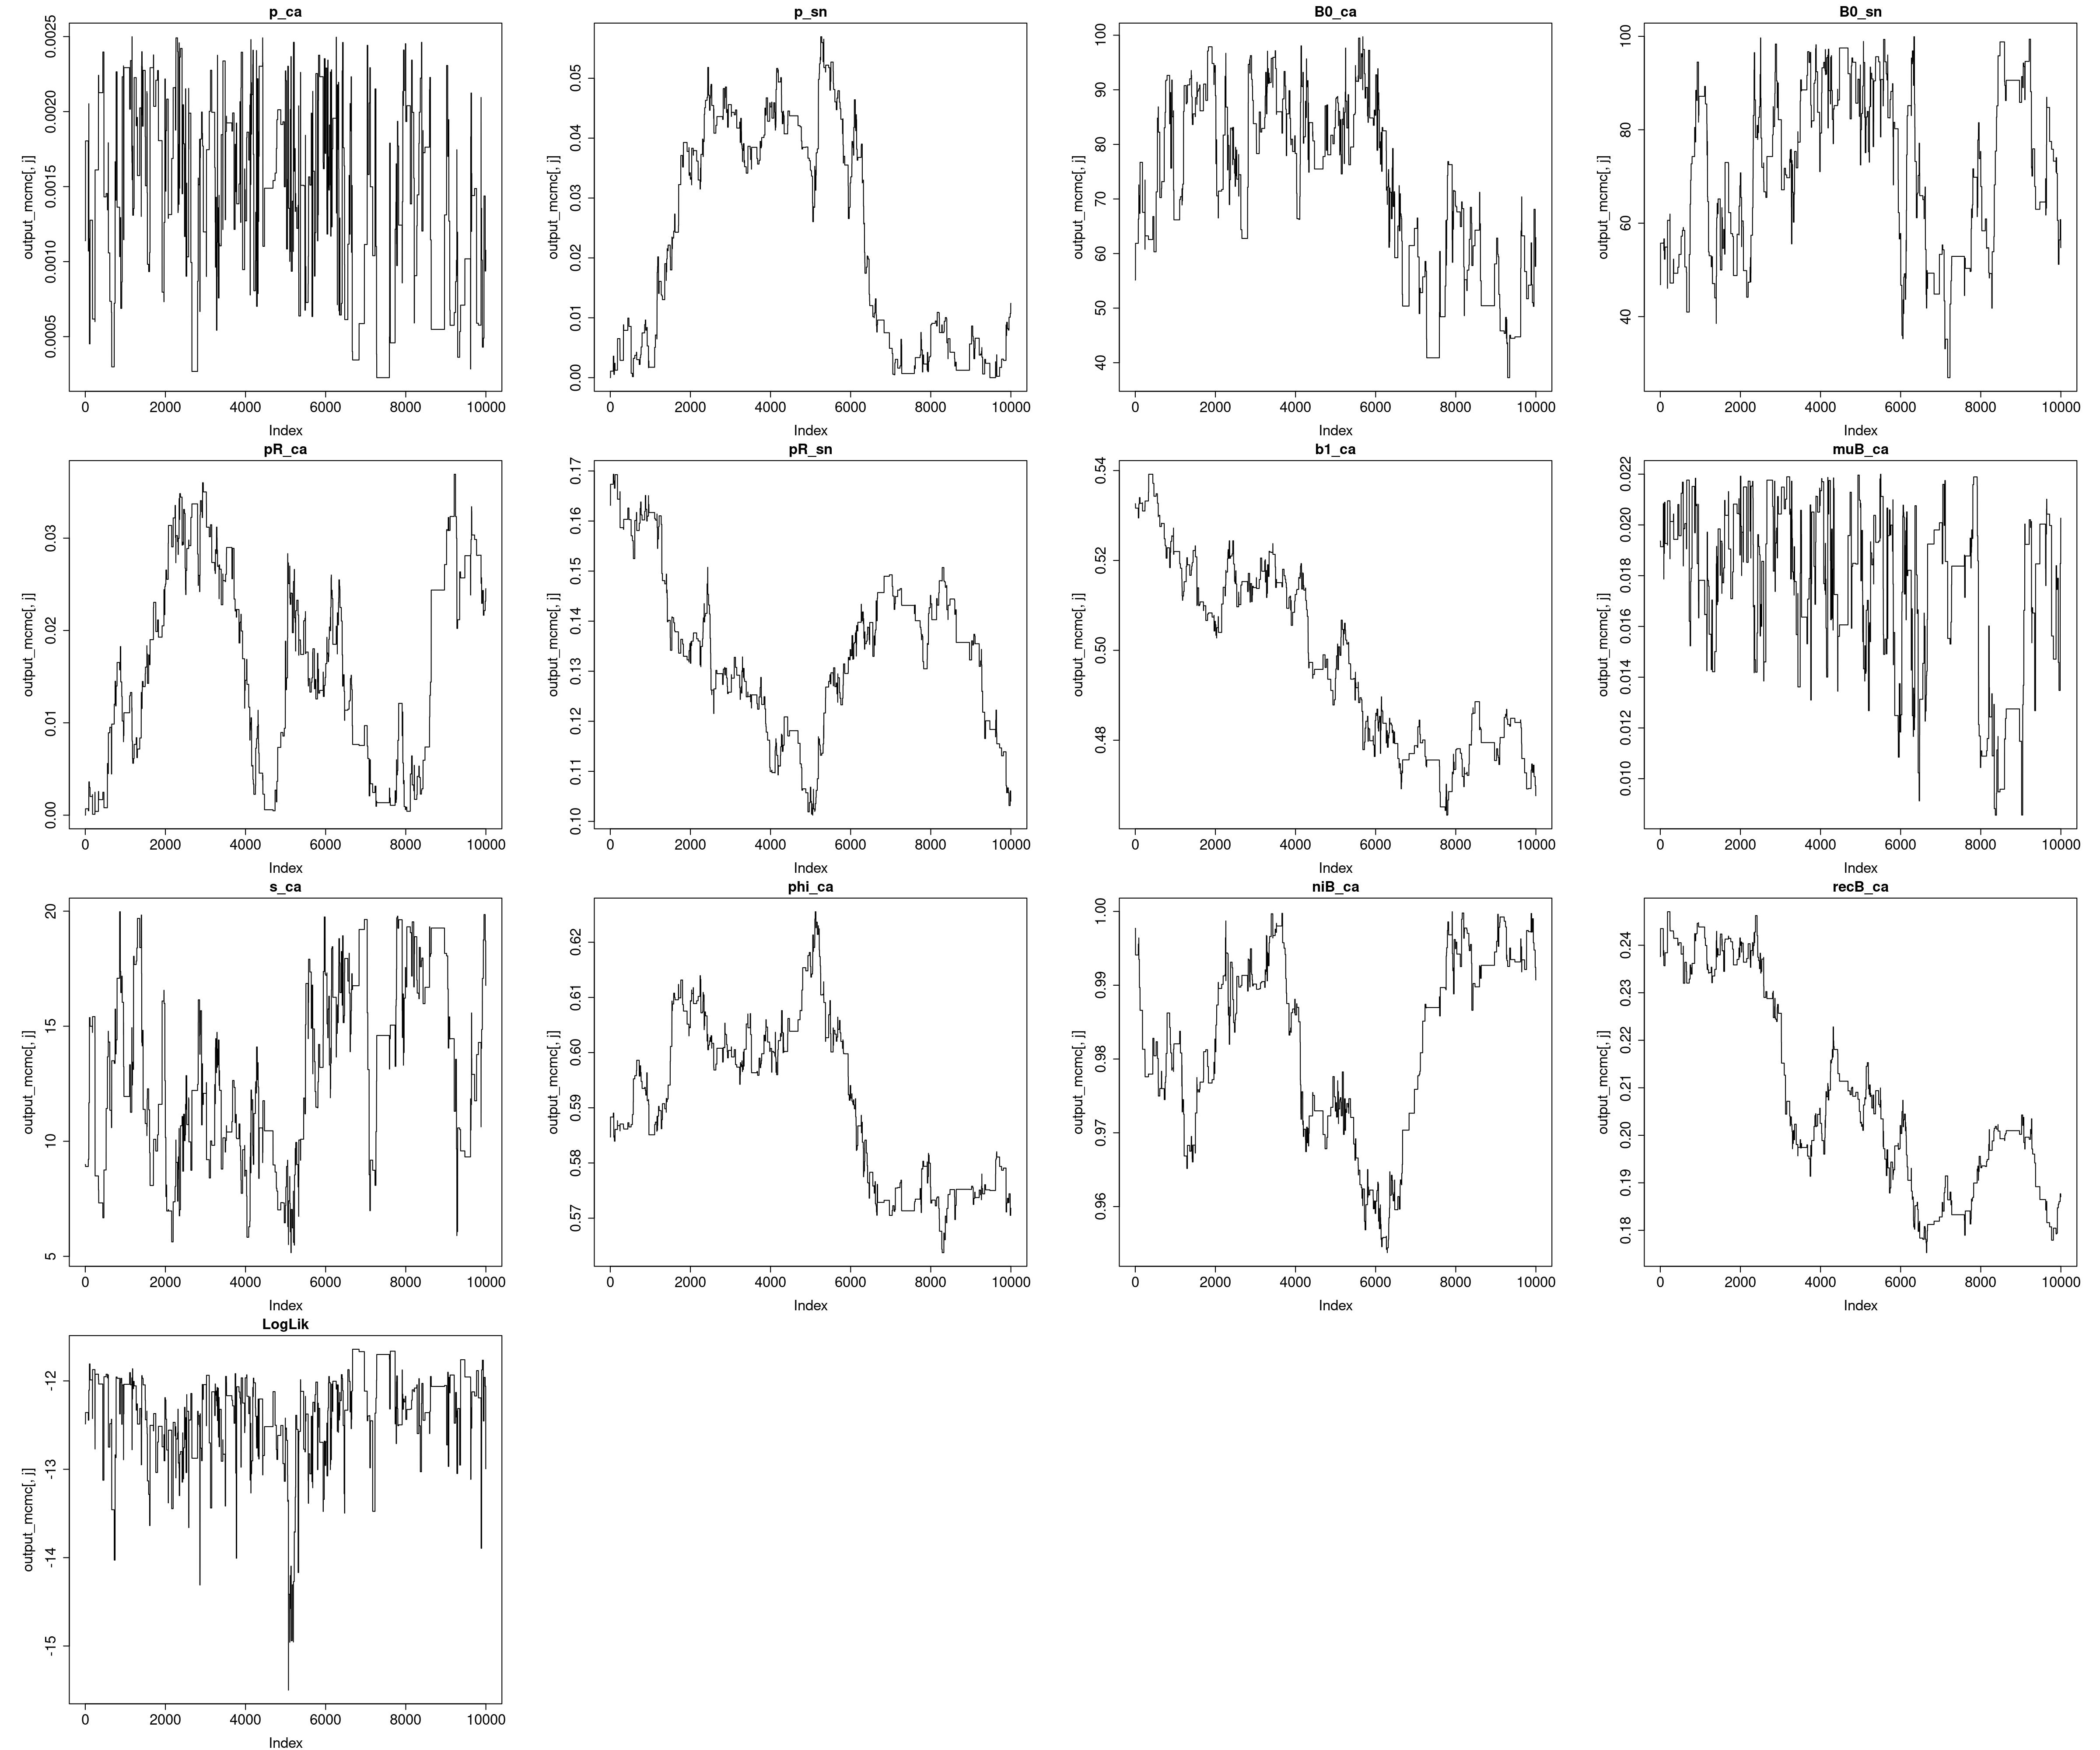 p_ca
output_mcmc[, j]
0.0005 0.0010 0.0015 0.0020 0.0025
0 2000 4000 6000 8000 10000
Index
p_sn
output_mcmc[, j]
0.00 0.01 0.02 0.03 0.04 0.05
0 2000 4000 6000 8000 10000
Index
B0_ca
output_mcmc[, j]
40 50 60 70 80 90 100
0 2000 4000 6000 8000 10000
Index
B0_sn
output_mcmc[, j]
40 60 80 100
0 2000 4000 6000 8000 10000
Index
pR_ca
output_mcmc[, j]
0.00 0.01 0.02 0.03
0 2000 4000 6000 8000 10000
Index
pR_sn
output_mcmc[, j]
0.10 0.11 0.12 0.13 0.14 0.15 0.16 0.17
0 2000 4000 6000 8000 10000
Index
b1_ca
output_mcmc[, j]
0.48 0.50 0.52 0.54
0 2000 4000 6000 8000 10000
Index
muB_ca
output_mcmc[, j]
0.010 0.012 0.014 0.016 0.018 0.020 0.022
0 2000 4000 6000 8000 10000
Index
s_ca
output_mcmc[, j]
5 10 15 20
0 2000 4000 6000 8000 10000
Index
phi_ca
output_mcmc[, j]
0.57 0.58 0.59 0.60 0.61 0.62
0 2000 4000 6000 8000 10000
Index
niB_ca
output_mcmc[, j]
0.96 0.97 0.98 0.99 1.00
0 2000 4000 6000 8000 10000
Index
recB_ca
output_mcmc[, j]
0.18 0.19 0.20 0.21 0.22 0.23 0.24
0 2000 4000 6000 8000 10000
Index
LogLik
output_mcmc[, j]
-15 -14 -13 -12
0 2000 4000 6000 8000 10000
Index